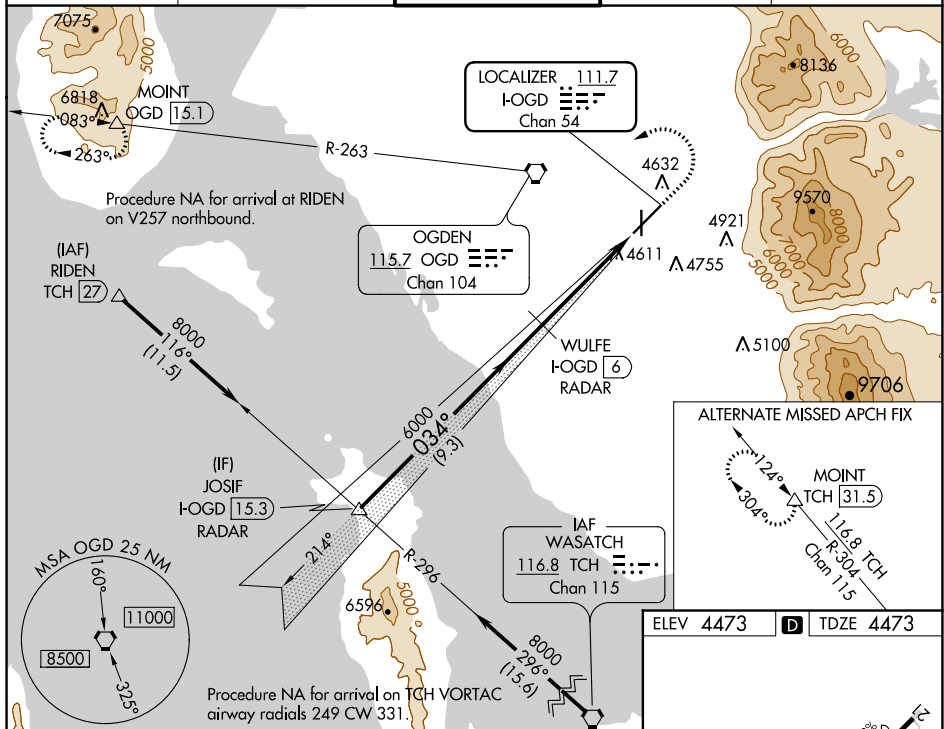 7075
5000
6818
MOINT
OGD 15.1
083°
263°
R-263
LOCALIZER 111.7
I-OGD
Chan 54
6000
8136
4632
9570
8000
7000
6000
5000
4921
4611
4755
Procedure NA for arrival at RIDEN
on V257 northbound.
OGDEN
115.7 OGD
Chan 104
(IAF)
RIDEN
TCH 27
8000
116°
(11.5)
WULFE
I-OGD 6
RADAR
5100
9706
6000
034°
(9.3)
(IF)
JOSIF
I-OGD 15.3
RADAR
214°
R-296
ALTERNATE MISSED APCH FIX
124°
304°
MOINT
TCH 31.5
116.8 TCH
R-304
Chan 115
IAF
WASATCH
116.8 TCH
Chan 115
MSA OGD 25 NM
160°
11000
8500
325°
5000
6596
8000
296°
(15.6)
Procedure NA for arrival on TCH VORTAC
airway radials 249 CW 331.
ELEV 4473
D
TDZE 4473
21